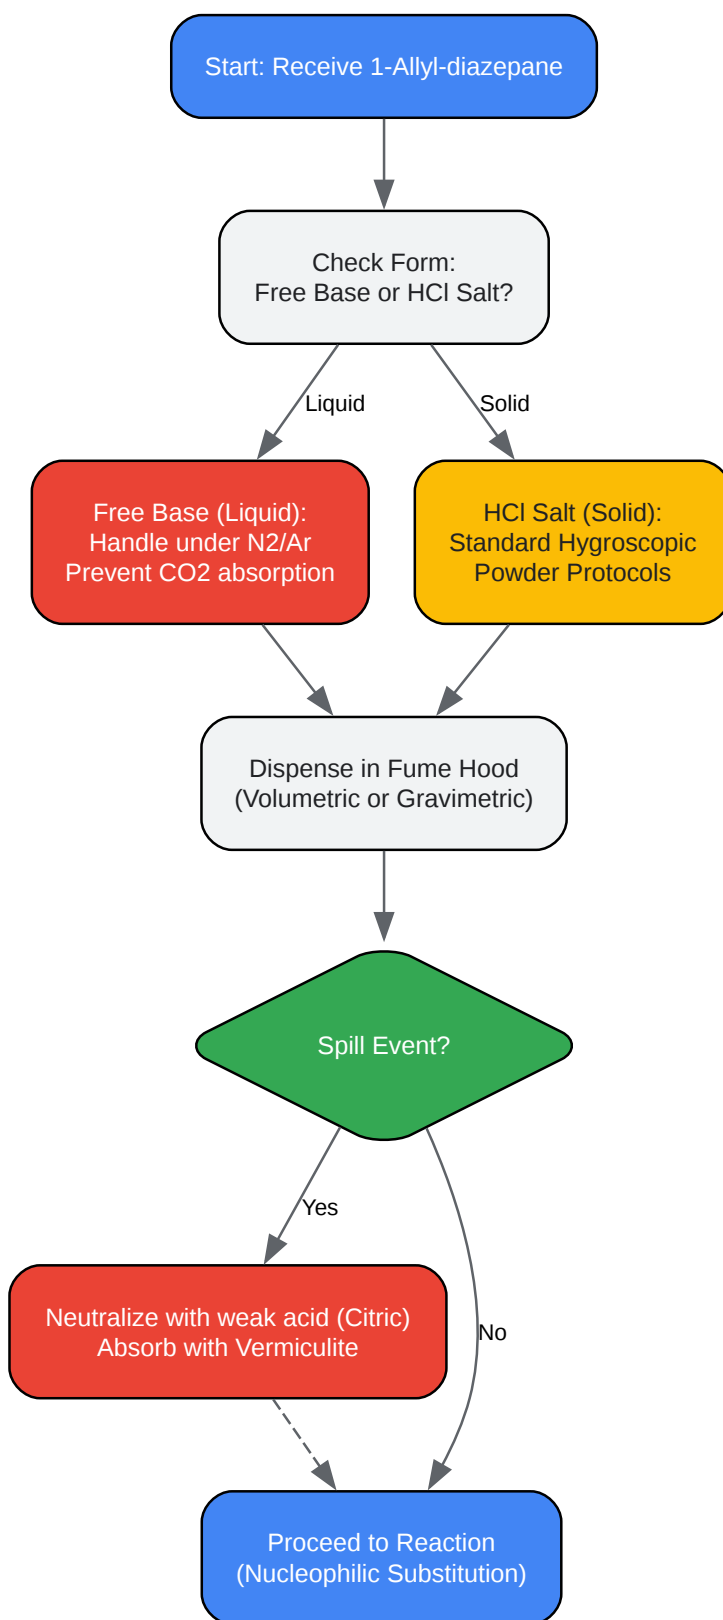 Start: Receive 1-Allyl-diazepane
Check Form:
Free Base or HCl Salt?
Liquid
Solid
Free Base (Liquid):
Handle under N2/Ar
Prevent CO2 absorption
HCl Salt (Solid):
Standard Hygroscopic
Powder Protocols
Dispense in Fume Hood
(Volumetric or Gravimetric)
Spill Event?
Yes
Neutralize with weak acid (Citric)
Absorb with Vermiculite
No
Proceed to Reaction
(Nucleophilic Substitution)